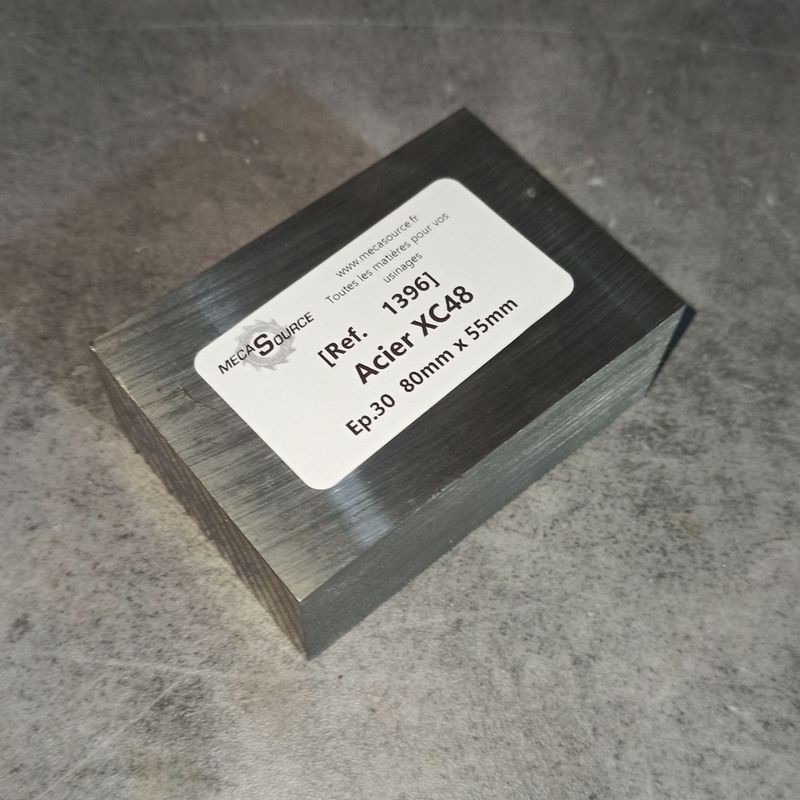 MECASOURCE
www.mecasource.fr
Toutes les matières pour vos
usinages
[Ref. 1396]
Acier XC48
Ep.30 80mm x 55mm